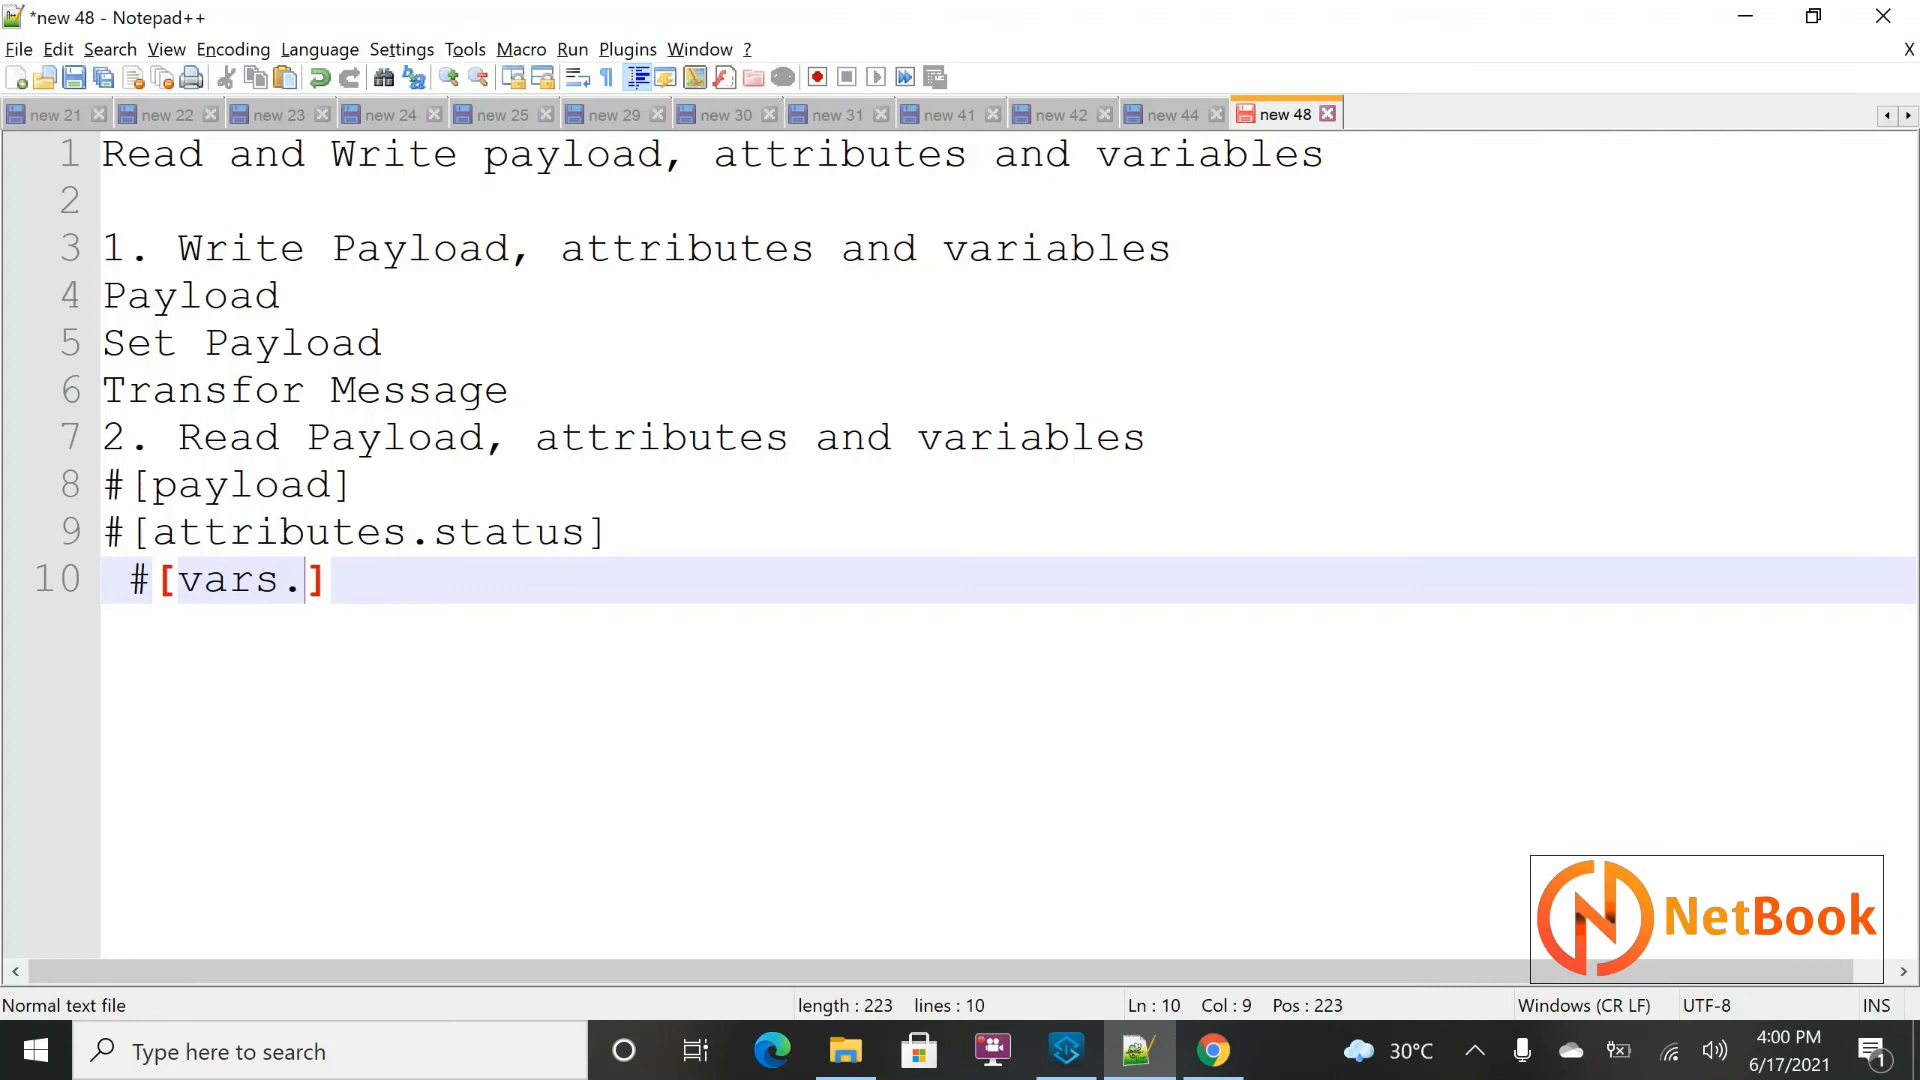 *new 48 - Notepad++
File Edit Search View Encoding Language Settings Tools Macro Run Plugins Window ? X
new 21 new 22 new 23 new 24 new 25 new 29 new 30 new 31 new 41 new 42 new 44 new 48
1 Read and Write payload, attributes and variables
2
3 1. Write Payload, attributes and variables
4 Payload
5 Set Payload
6 Transfor Message
7 2. Read Payload, attributes and variables
8 #[payload]
9 #[attributes.status]
10 #[vars.]
NetBook
Normal text file length : 223 lines : 10 Ln : 10 Col : 9 Pos : 223 Windows (CR LF) UTF-8 INS
Type here to search 30°C 4:00 PM
6/17/2021 1